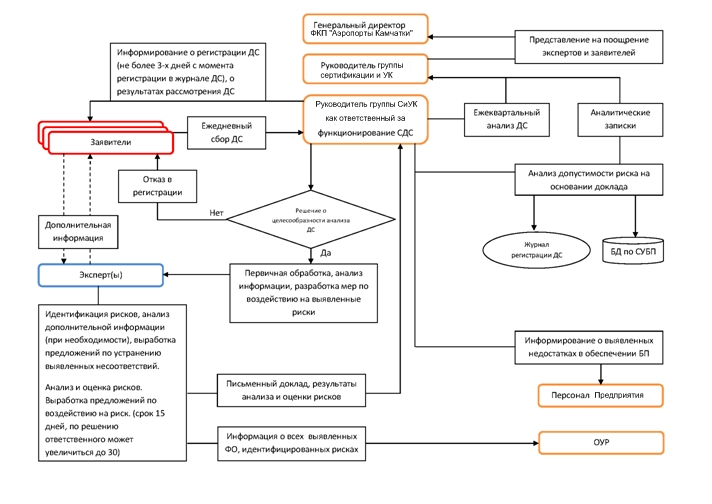 Генеральный директор
ФКП "Аэропорты Камчатки"
Представление на поощрение
экспертов и заявителей
Информирование о регистрации ДС
(не более 3-х дней с момента
регистрации в журнале ДС), о
результатах рассмотрения ДС
Руководитель группы
сертификации и УК
Руководитель группы СиУК
как ответственный за
функционирование СДС
Ежеквартальный
анализ ДС
Аналитические
записки
Заявители
Ежедневный
сбор ДС
Отказ в
регистрации
Анализ допустимости риска на
основании доклада
Нет
Решение о
целесообразности анализа
ДС
Да
Дополнительная
информация
Журнал
регистрации ДС
БД по СУБП
Эксперт(ы)
Первичная обработка, анализ
информации, разработка мер по
воздействию на выявленные
риски
Идентификация рисков, анализ
дополнительной информации
(при необходимости), выработка
предложений по устранению
выявленных несоответствий.
Анализ и оценка рисков.
Выработка предложений по
воздействию на риск. (срок 15
дней, по решению
ответственного может
увеличиться до 30)
Информирование о выявленных
недостатках в обеспечении БП
Письменный доклад, результаты
анализа и оценки рисков
Персонал Предприятия
Информация о всех выявленных
ФО, идентифицированных рисках
ОУР